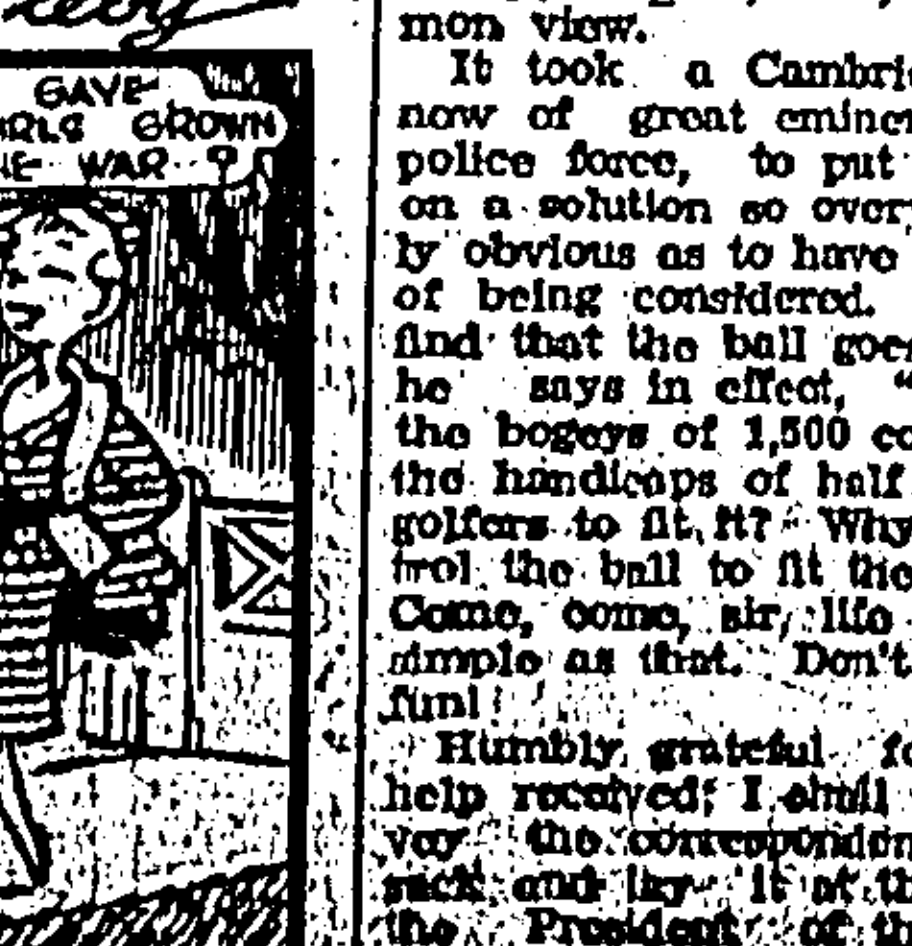 GAVE
GROWN
WAR ?
mon view.
It took a Cambri
now of great emine
police force, to put
on a solution so over
ly obvious as to have
of being considered.
find that the ball goe
he says in effect, "
the bogeys of 1,500 co
the handicaps of half
golfers to fit it? Why
trol the ball to fit the
Come, come, sir, life
simple as that. Don't
fun!
Humbly grateful fo
help received, I shall
vey the corresponden
sack and lay it at th
the President of th